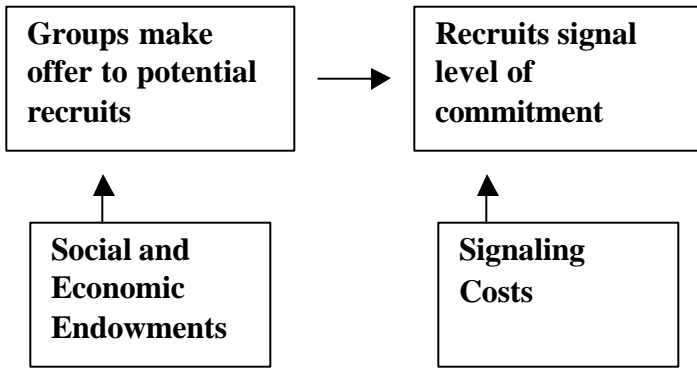 Groups make
offer to potential
recruits
Recruits signal
level of
commitment
Social and
Economic
Endowments
Signaling
Costs